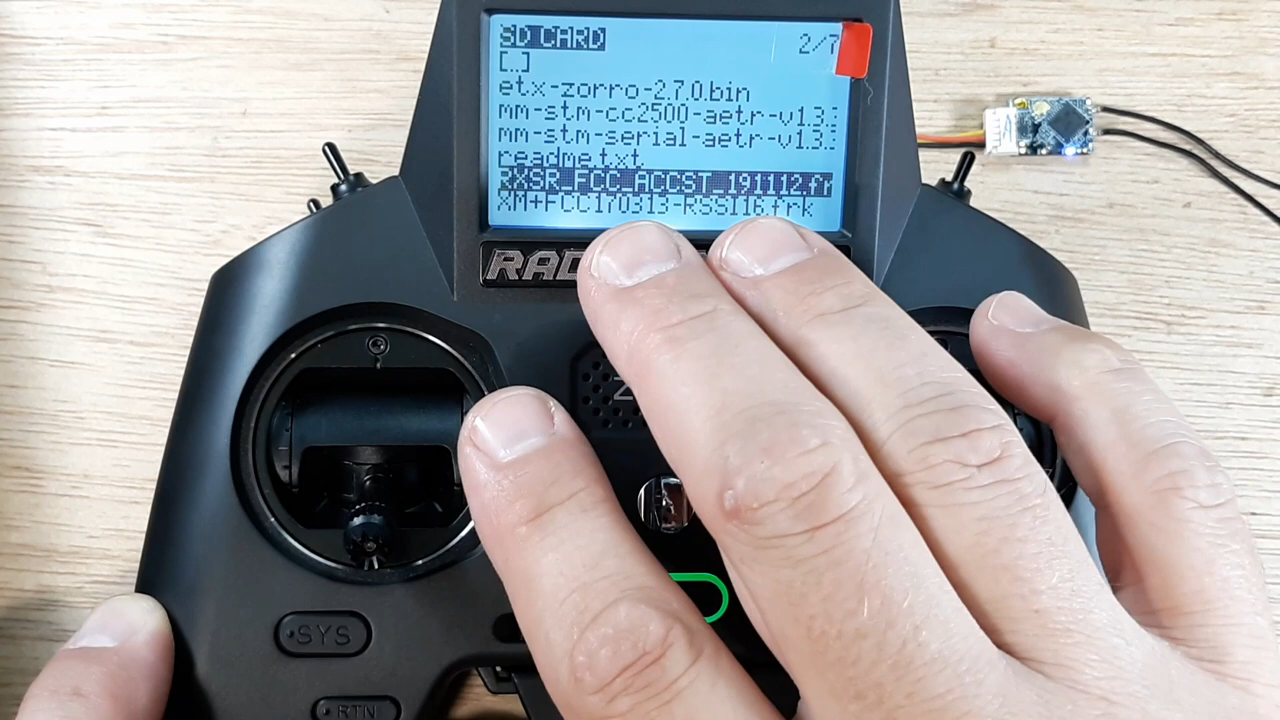 SD CARD 2/7
[..]
etx-zorro-2.7.0.bin
mm-stm-cc2500-aetr-v1.3.
mm-stm-serial-aetr-v1.3.
readme.txt
RXSR_FCC_ACCST_191112.fr
XM+FCC170313-RSSI16.frk
RAD
Z
SYS
RTN